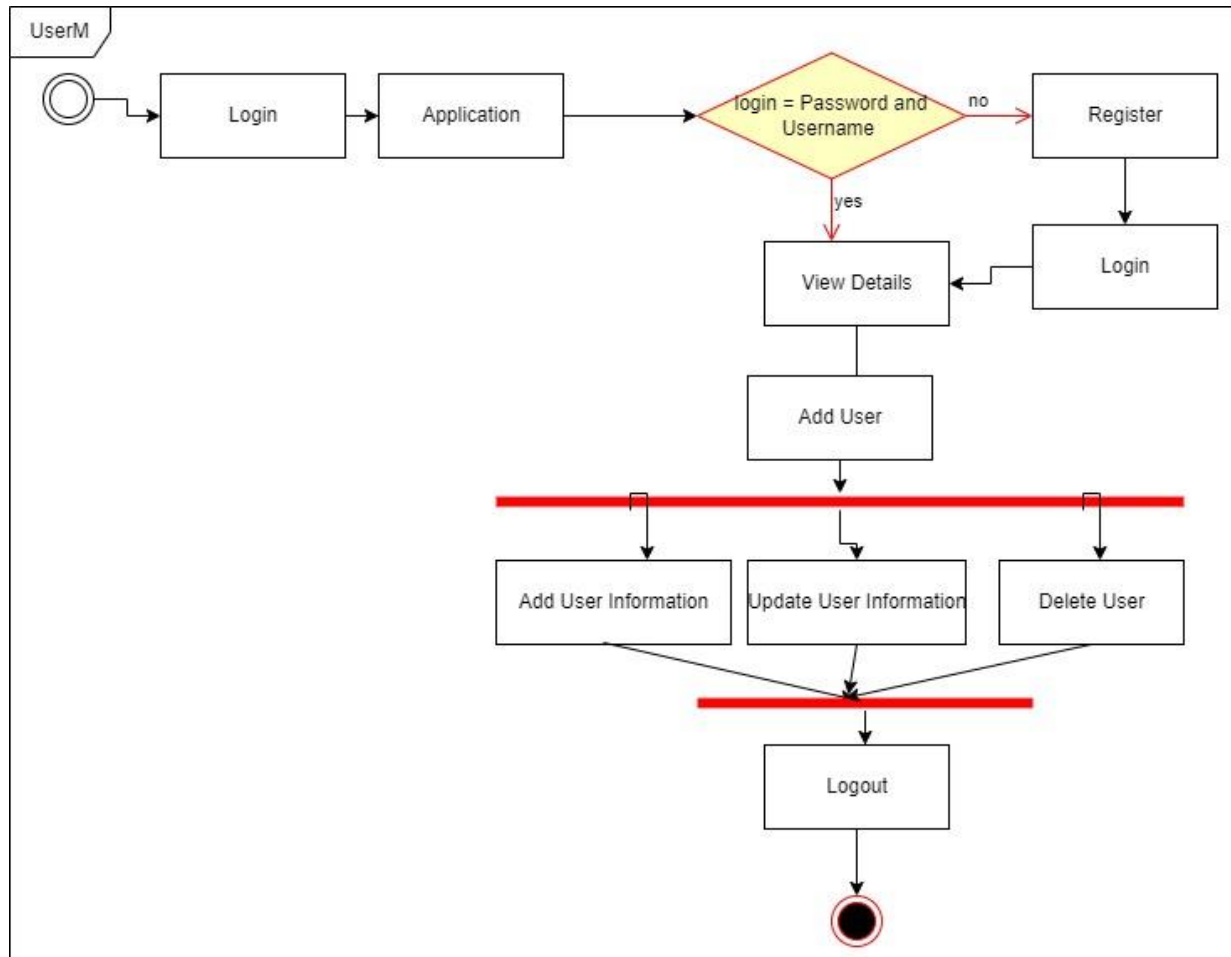 UserM
Login
Application
login = Password and
Username
no
Register
yes
Login
View Details
Add User
Add User Information
Update User Information
Delete User
Logout